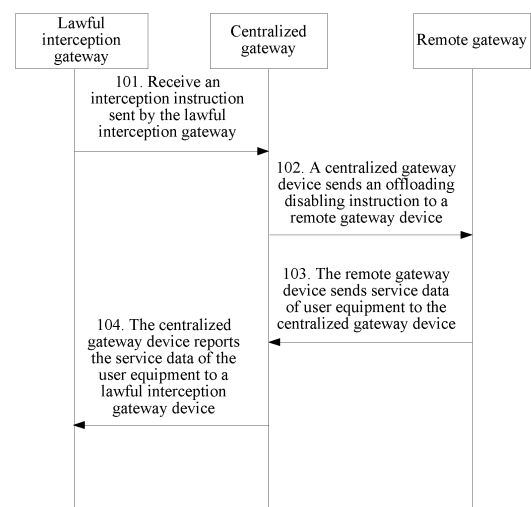 Lawful
interception
gateway
Centralized
gateway
Remote gateway
101. Receive an
interception instruction
sent by the lawful
interception gateway
102. A centralized gateway
device sends an offloading
disabling instruction to a
remote gateway device
103. The remote gateway
device sends service data
of user equipment to the
centralized gateway device
104. The centralized
gateway device reports
the service data of the
user equipment to a
lawful interception
gateway device